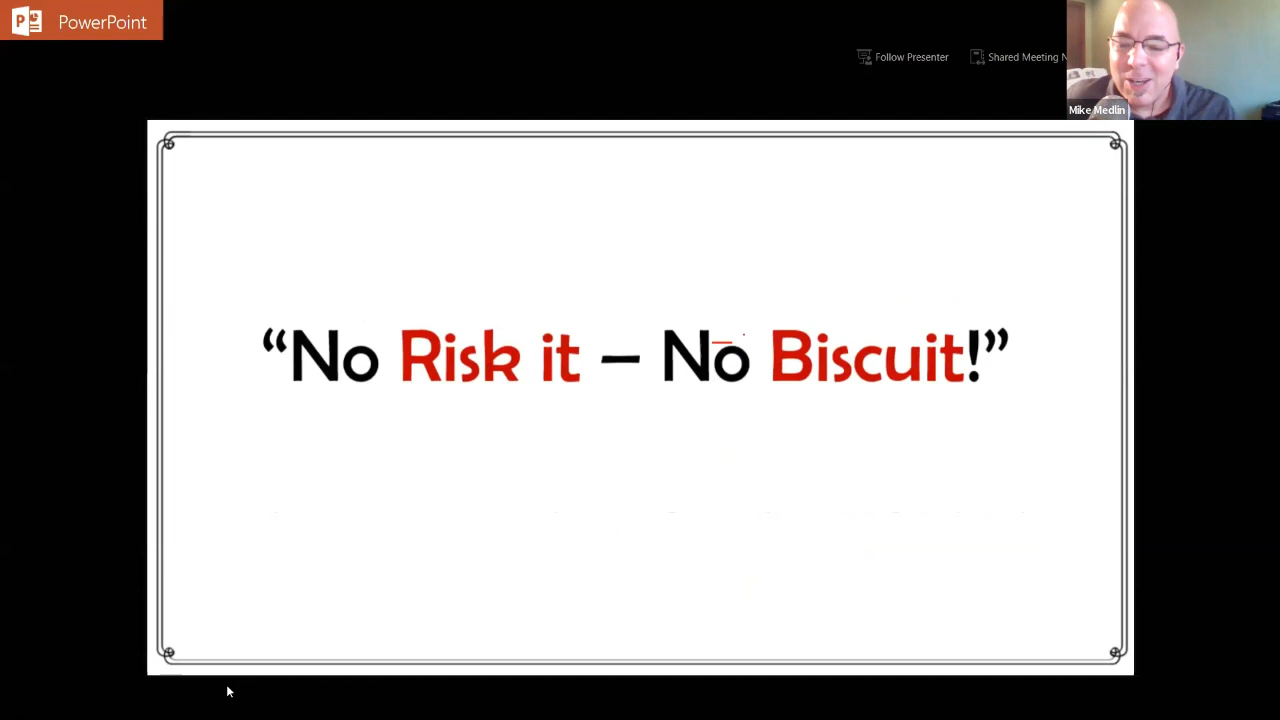 PowerPoint
Follow Presenter
Shared Meeting N
Mike Medlin
“No Risk it – No Biscuit!”